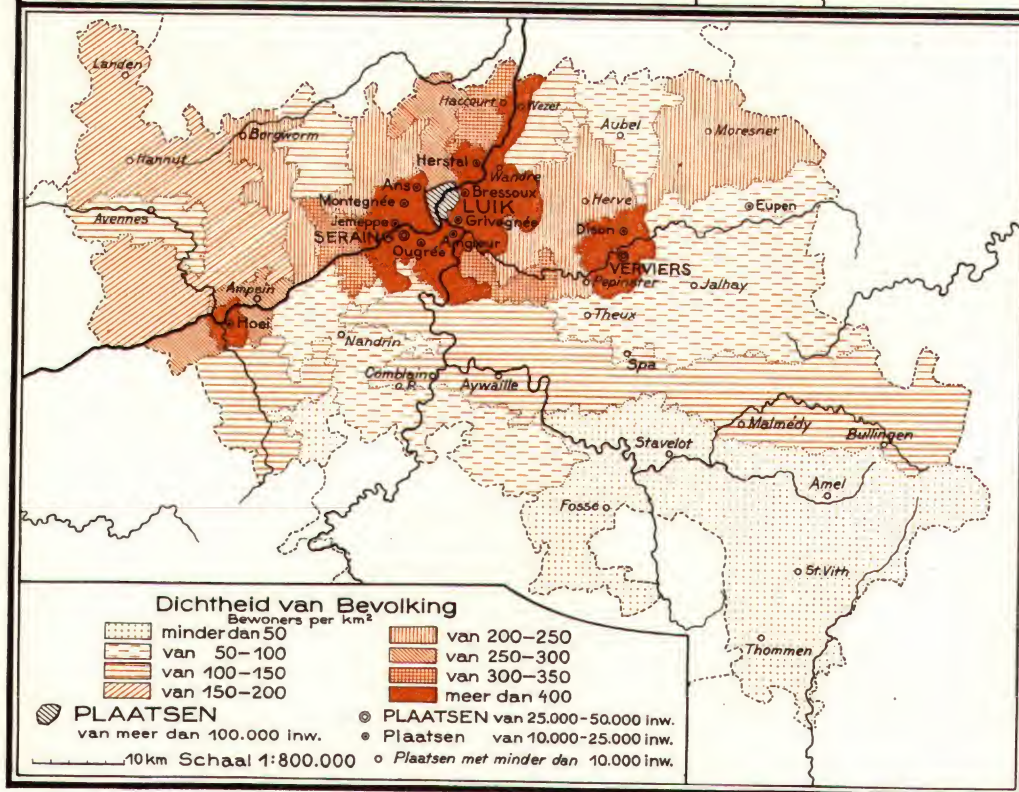 Landen
Haccourt
Wezet
Borgworm
Aubel
Moresnet
Hannut
Herstal
Wandre
Ans
Bressoux
Montegnée
LUIK
Herve
Eupen
Avennes
Jemeppe
Grivegnée
Dison
SERAING
Ougrée
Angleur
VERVIERS
Ampsin
Pepinster
Jalhay
Hoei
Theux
Nandrin
Spa
Comblain
a. P.
Aywaille
Malmédy
Bullingen
Stavelot
Amel
Fosse
St. Vith
Thommen
Dichtheid van Bevolking
Bewoners per km²
minder dan 50
van 50–100
van 100–150
van 150–200
van 200–250
van 250–300
van 300–350
meer dan 400
PLAATSEN
van meer dan 100.000 inw.
PLAATSEN van 25.000-50.000 inw.
Plaatsen van 10.000-25.000 inw.
Plaatsen met minder dan 10.000 inw.
10 km Schaal 1:800.000